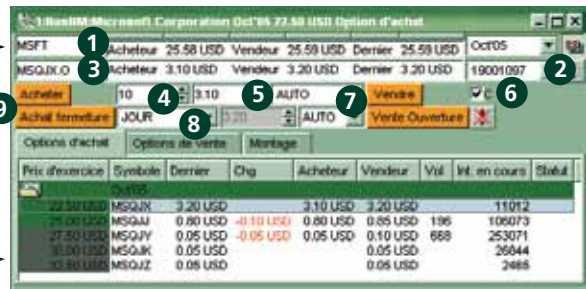 Microsoft Corporation Oct'05 22.50 USD Option d'achat
MSFT 1 Acheteur 25.58 USD Vendeur 25.59 USD Dernier 25.59 USD Oct'05
MSQJX.O 3 Acheteur 3.10 USD Vendeur 3.20 USD Dernier 3.20 USD 19001097 2
Acheter 10 4 3.10 5 AUTO Vendre 6
9 Achat fermeture JOUR 8 3.20 AUTO 7 Vente Ouverture
Options d'achat Options de vente Montage
Prix d'exercice Symbole Dernier Chg Acheteur Vendeur Vol Int. en cours Statut
Oct'05
22.50 USD MSQJX 3.20 USD 3.10 USD 3.20 USD 11012
25.00 USD MSQJJ 0.80 USD -0.10 USD 0.80 USD 0.85 USD 196 106073
27.50 USD MSQJY 0.05 USD -0.05 USD 0.05 USD 0.10 USD 668 253071
30.00 USD MSQJK 0.05 USD 0.05 USD 26844
32.50 USD MSQJZ 0.05 USD 0.05 USD 2465